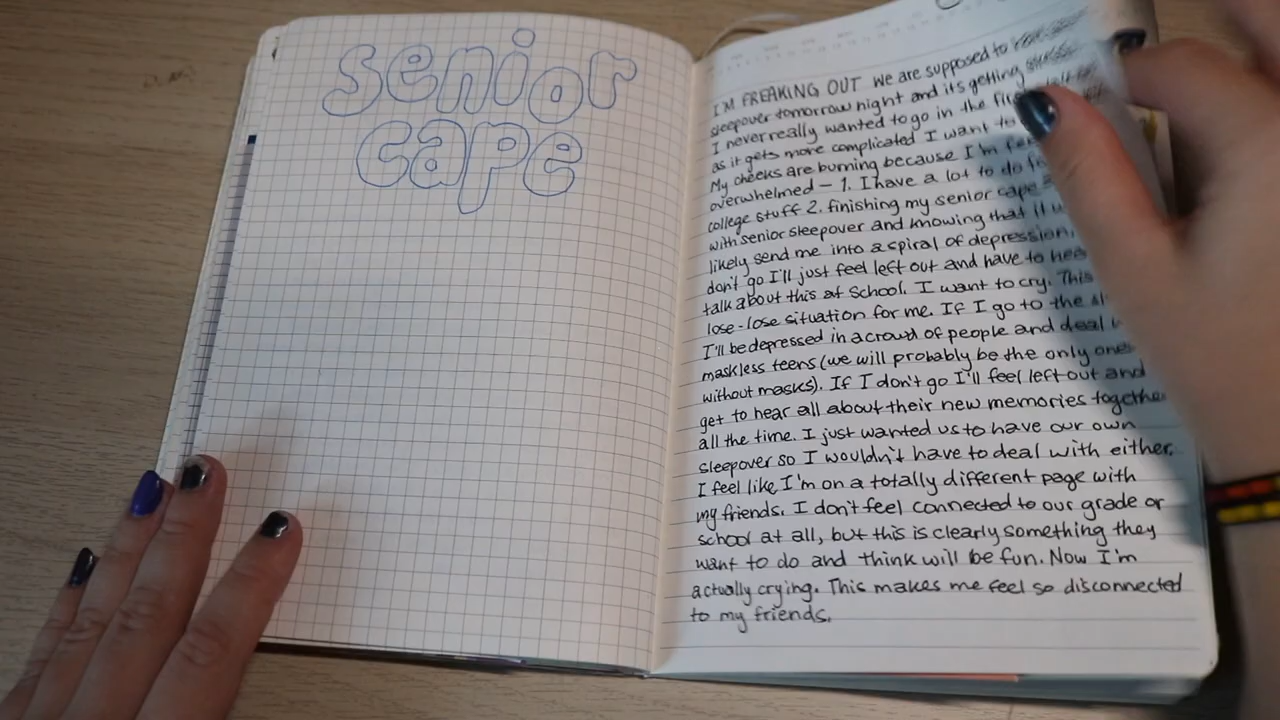 senior
cape
I'M FREAKING OUT we are supposed to
sleepover tomorrow night and its getting
I never really wanted to go in the
as it gets more complicated I want to
My cheeks are burning because I'm
overwhelmed - 1. I have a lot to do
college stuff 2. finishing my senior cape
with senior sleepover and knowing that it
likely send me into a spiral of depression.
don't go I'll just feel left out and have to
talk about this at school. I want to cry. This
lose-lose situation for me. If I go to the
I'll be depressed in a crowd of people and deal
maskless teens (we will probably be the only ones
without masks). If I don't go I'll feel left out and
get to hear all about their new memories together
all the time. I just wanted us to have our own
sleepover so I wouldn't have to deal with either.
I feel like I'm on a totally different page with
my friends. I don't feel connected to our grade or
school at all, but this is clearly something they
want to do and think will be fun. Now I'm
actually crying. This makes me feel so disconnected
to my friends.